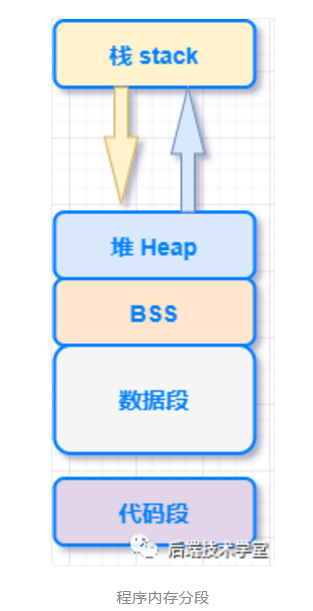 栈 stack
堆 Heap
BSS
数据段
代码段
后端技术学堂
程序内存分段